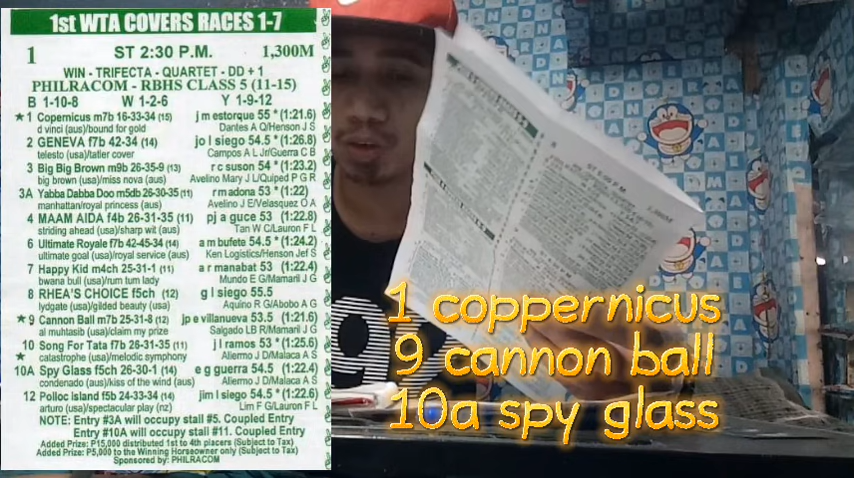 1st WTA COVERS RACES 1-7
1 ST 2:30 P.M. 1,300M
WIN - TRIFECTA - QUARTET - DD + 1
PHILRACOM - RBHS CLASS 5 (11-15)
B 1-10-8 W 1-2-6 Y 1-9-12
★ 1 Copernicus m7b 16-33-34 (15) j m estorque 55 * (1:21.6)
d vinci (aus)/bound for gold Dantes A Q/Henson J S
2 GENEVA f7b 42-34 (14) jo l siego 54.5 * (1:26.8)
telesto (usa)/tatler cover Campos A L Jr/Guerra C B
3 Big Big Brown m9b 26-35-9 (13) r c suson 54 * (1:23.2)
big brown (usa)/miss nova (aus) Avelino Mary J L/Quiped P G R
3A Yabba Dabba Doo m5db 26-30-35 (11) r m adona 53 * (1:22)
manhattan/royal princess (aus) Avelino J E/Velasquez O A
4 MAAM AIDA f4b 26-31-35 (11) pj a guce 53 (1:22.8)
striding ahead (usa)/sharp wit (aus) Tan W C/Lauron F L
6 Ultimate Royale f7b 42-45-34 (14) a m bufete 54.5 * (1:24.2)
ultimate goal (usa)/royal service (aus) Ken Logistics/Henson Jef S
7 Happy Kid m4ch 25-31-1 (11) a r manabat 53 (1:22.4)
bwana bull (usa)/rum tum lady Mundo E G/Mamaril J G
8 RHEA'S CHOICE f5ch (12) g l siego 55.5
lydgate (usa)/gilded beauty (usa) Aquino R G/Abobo A G
★ 9 Cannon Ball m7b 25-31-8 (12) jp e villanueva 53.5 (1:21.6)
al muhtasib (usa)/claim my prize Salgado LB R/Mamaril J G
10 Song For Tata f7b 26-31-35 (11) j l ramos 53 * (1:25.6)
★ catastrophe (usa)/melodic symphony Aliermo J D/Malaca A S
10A Spy Glass f5ch 26-30-1 (14) e g guerra 54.5 (1:22.4)
condenado (aus)/kiss of the wind (aus) Aliermo J D/Malaca A S
12 Polloc Island f5b 24-33-34 (14) jim l siego 54.5 * (1:22.6)
arturo (usa)/spectacular play (nz) Lim F G/Lauron F L
NOTE: Entry #3A will occupy stall #5. Coupled Entry
Entry #10A will occupy stall #11. Coupled Entry
Added Prize: P15,000 distributed 1st to 4th placers (Subject to Tax)
Added Prize: P5,000 to the Winning Horseowner only (Subject to Tax)
Sponsored by: PHILRACOM
1 coppernicus
9 cannon ball
10a spy glass